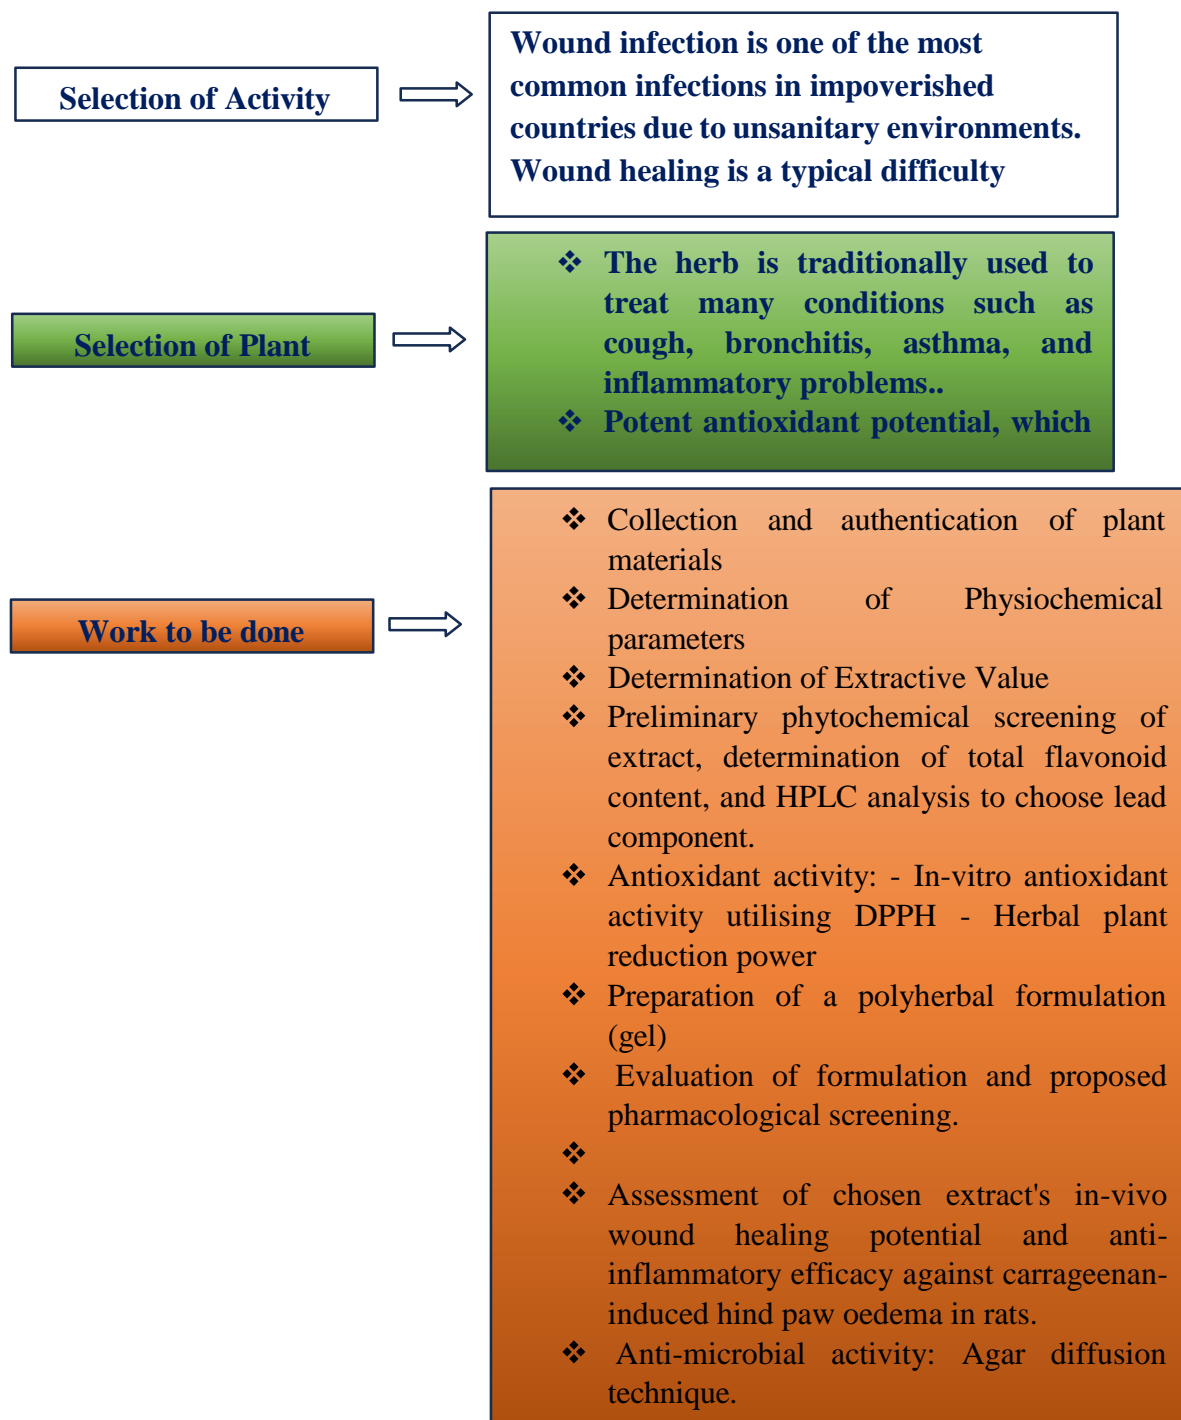 Selection of Activity
Wound infection is one of the most
common infections in impoverished
countries due to unsanitary environments.
Wound healing is a typical difficulty
Selection of Plant
❖ The herb is traditionally used to
treat many conditions such as
cough, bronchitis, asthma, and
inflammatory problems..
❖ Potent antioxidant potential, which
Work to be done
❖ Collection and authentication of plant
materials
❖ Determination of Physiochemical
parameters
❖ Determination of Extractive Value
❖ Preliminary phytochemical screening of
extract, determination of total flavonoid
content, and HPLC analysis to choose lead
component.
❖ Antioxidant activity: - In-vitro antioxidant
activity utilising DPPH - Herbal plant
reduction power
❖ Preparation of a polyherbal formulation
(gel)
❖ Evaluation of formulation and proposed
pharmacological screening.
❖
❖ Assessment of chosen extract's in-vivo
wound healing potential and anti-
inflammatory efficacy against carrageenan-
induced hind paw oedema in rats.
❖ Anti-microbial activity: Agar diffusion
technique.